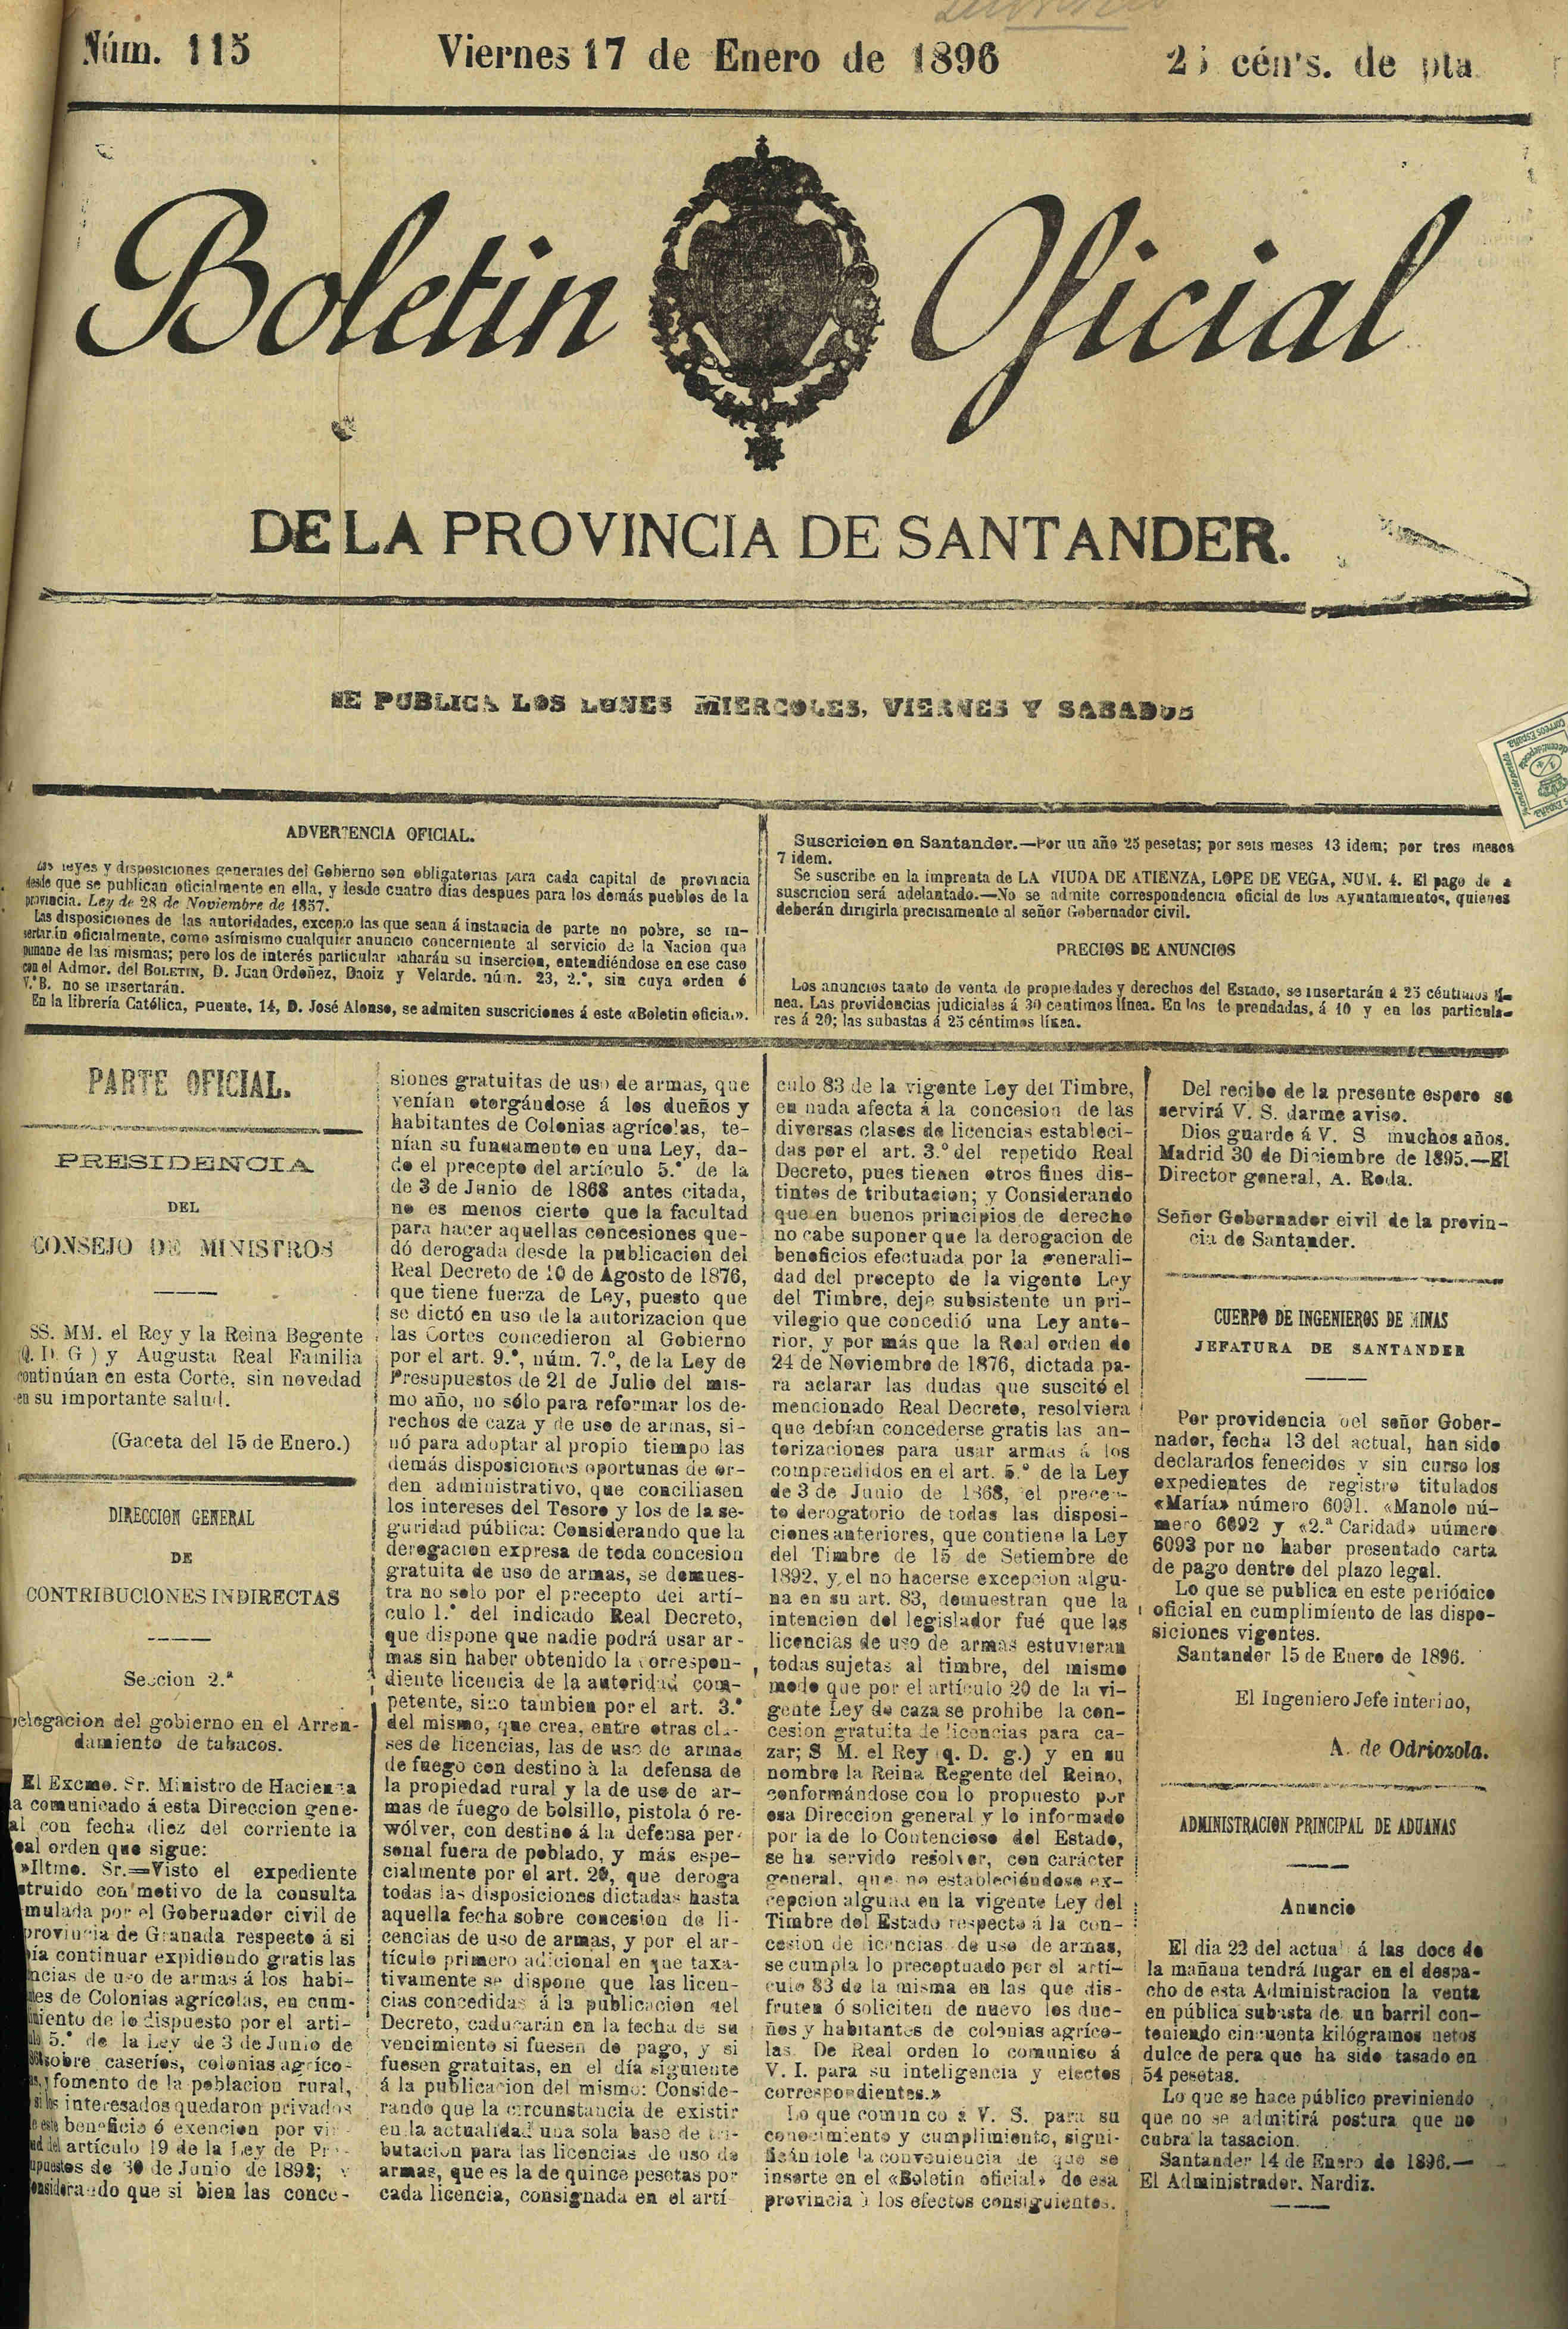 Núm. 115
Viernes 17 de Enero de 1896
cén's. de pta
Boletin Oficial
DE LA PROVINCIA DE SANTANDER.
SE PUBLICA LOS LUNES MIERCOLES, VIERNES Y SABADOS
ADVERTENCIA OFICIAL.
Las leyes y disposiciones generales del Gobierno son obligatorias para cada capital de provincia
desde que se publican oficialmente en ella, y desde cuatro dias despues para los demás pueblos de la
provincia. Ley de 28 de Noviembre de 1857.
Las disposiciones de las autoridades, excepto las que sean á instancia de parte no pobre, se in-
sertarán oficialmente, como asímismo cualquier anuncio concerniente al servicio de la Nacion que
dimane de las mismas; pero los de interés particular pagarán su insercion, entendiéndose en ese caso
con el Admor. del BOLETIN, D. Juan Ordoñez, Daoiz y Velarde. núm. 23, 2.°, sin cuya orden ó
V.°B. no se insertarán.
En la librería Católica, Puente, 14, D. José Alonso, se admiten suscriciones á este «Boletin oficial».
Suscricion en Santander.—Por un año 25 pesetas; por seis meses 13 idem; por tres meses
7 idem.
Se suscribe en la imprenta de LA VIUDA DE ATIENZA, LOPE DE VEGA, NUM. 4. El pago de a
suscricion será adelantado.—No se admite correspondencia oficial de los Ayuntamientos, quienes
deberán dirigirla precisamente al señor Gobernador civil.
PRECIOS DE ANUNCIOS
Los anuncios tanto de venta de propiedades y derechos del Estado, se insertarán á 25 céntimos lí-
nea. Las providencias judiciales á 30 centimos línea. En los te prendadas, á 10 y en los particula-
res á 20; las subastas á 25 céntimos línea.
PARTE OFICIAL.
PRESIDENCIA
DEL
CONSEJO DE MINISTROS
SS. MM. el Rey y la Reina Regente
(Q. D. G ) y Augusta Real Familia
continúan en esta Corte, sin novedad
en su importante salud.
(Gaceta del 15 de Enero.)
DIRECCION GENERAL
DE
CONTRIBUCIONES INDIRECTAS
Seccion 2.ª
Delegacion del gobierno en el Arren-
damiento de tabacos.
El Excmo. Sr. Ministro de Hacienda
a comunicado á esta Direccion gene-
al con fecha diez del corriente la
eal orden que sigue:
»Iltmo. Sr.=Visto el expediente
struido con motivo de la consulta
mulada por el Gobernador civil de
provincia de Granada respecto á si
ía continuar expidiendo gratis las
ncias de uso de armas á los habi-
tes de Colonias agrícolas, en cum-
miento de lo dispuesto por el artí-
5.° de la Ley de 3 de Junio de
sobre caseríos, colonias agríco-
as, y fomento de la poblacion rural,
si los interesados quedaron privados
e este beneficio ó exencion por vir-
ud del artículo 19 de la Ley de Pre-
upuestos de 30 de Junio de 1892; y
onsiderando que si bien las conce-
siones gratuitas de uso de armas, que
venían otorgándose á los dueños y
habitantes de Colonias agrícolas, te-
nían su fundamento en una Ley, da-
do el precepto del artículo 5.° de la
de 3 de Junio de 1868 antes citada,
no es menos cierto que la facultad
para hacer aquellas concesiones que-
dó derogada desde la publicacion del
Real Decreto de 10 de Agosto de 1876,
que tiene fuerza de Ley, puesto que
se dictó en uso de la autorizacion que
las Cortes concedieron al Gobierno
por el art. 9.°, núm. 7.°, de la Ley de
Presupuestos de 21 de Julio del mis-
mo año, no sólo para reformar los de-
rechos de caza y de uso de armas, si-
nó para adoptar al propio tiempo las
demás disposiciones oportunas de or-
den administrativo, que conciliasen
los intereses del Tesoro y los de la se-
guridad pública: Considerando que la
derogacion expresa de toda concesion
gratuita de uso de armas, se demues-
tra no solo por el precepto del artí-
culo 1.° del indicado Real Decreto,
que dispone que nadie podrá usar ar-
mas sin haber obtenido la correspon-
diente licencia de la autoridad com-
petente, sino tambien por el art. 3.°
del mismo, que crea, entre otras cla-
ses de licencias, las de uso de armas
de fuego con destino á la defensa de
la propiedad rural y la de uso de ar-
mas de fuego de bolsillo, pistola ó re-
wólver, con destino á la defensa per-
sonal fuera de poblado, y más espe-
cialmente por el art. 20, que deroga
todas las disposiciones dictadas hasta
aquella fecha sobre concesion de li-
cencias de uso de armas, y por el ar-
tículo primero adicional en que taxa-
tivamente se dispone que las licen-
cias concedidas á la publicacion del
Decreto, caducarán en la fecha de su
vencimiento si fuesen de pago, y si
fuesen gratuitas, en el día siguiente
á la publicacion del mismo: Conside-
rando que la circunstancia de existir
en la actualidad una sola base de tri-
butacion para las licencias de uso de
armas, que es la de quince pesetas por
cada licencia, consignada en el artí-
culo 83 de la vigente Ley del Timbre,
en nada afecta á la concesion de las
diversas clases de licencias estableci-
das por el art. 3.° del repetido Real
Decreto, pues tienen otros fines dis-
tintos de tributacion; y Considerando
que en buenos principios de derecho
no cabe suponer que la derogacion de
beneficios efectuada por la generali-
dad del precepto de la vigente Ley
del Timbre, deje subsistente un pri-
vilegio que concedió una Ley ante-
rior, y por más que la Real orden de
24 de Noviembre de 1876, dictada pa-
ra aclarar las dudas que suscitó el
mencionado Real Decreto, resolviera
que debían concederse gratis las au-
torizaciones para usar armas á los
comprendidos en el art. 5.° de la Ley
de 3 de Junio de 1868, el precep-
to derogatorio de todas las disposi-
ciones anteriores, que contiene la Ley
del Timbre de 15 de Setiembre de
1892, y el no hacerse excepcion algu-
na en su art. 83, demuestran que la
intencion del legislador fué que las
licencias de uso de armas estuvieran
todas sujetas al timbre, del mismo
modo que por el artículo 20 de la vi-
gente Ley de caza se prohibe la con-
cesion gratuita de licencias para ca-
zar; S M. el Rey (q. D. g.) y en su
nombre la Reina Regente del Reino,
conformándose con lo propuesto por
esa Direccion general y lo informado
por la de lo Contencioso del Estado,
se ha servido resolver, con carácter
general, que no estableciéndose ex-
cepcion alguna en la vigente Ley del
Timbre del Estado respecto á la con-
cesion de licencias de uso de armas,
se cumpla lo preceptuado por el artí-
culo 83 de la misma en las que dis-
fruten ó soliciten de nuevo los due-
ños y habitantes de colonias agríco-
las. De Real orden lo comunico á
V. I. para su inteligencia y efectos
correspondientes.»
Lo que comunico á V. S. para su
conocimiento y cumplimiento, signi-
ficándole la conveniencia de que se
inserte en el «Boletin oficial» de esa
provincia á los efectos consiguientes.
Del recibo de la presente espero se
servirá V. S. darme aviso.
Dios guarde á V. S muchos años.
Madrid 30 de Diciembre de 1895.—El
Director general, A. Roda.
Señor Gobernador civil de la provin-
cia de Santander.
CUERPO DE INGENIEROS DE MINAS
JEFATURA DE SANTANDER
Por providencia del señor Gober-
nador, fecha 13 del actual, han sido
declarados fenecidos y sin curso los
expedientes de registro titulados
«María» número 6091. «Manolo nú-
mero 6092 y «2.ª Caridad» número
6093 por no haber presentado carta
de pago dentro del plazo legal.
Lo que se publica en este periódico
oficial en cumplimiento de las dispo-
siciones vigentes.
Santander 15 de Enero de 1896.
El Ingeniero Jefe interino,
A. de Odriozola.
ADMINISTRACION PRINCIPAL DE ADUANAS
Anuncio
El dia 22 del actual á las doce de
la mañana tendrá lugar en el despa-
cho de esta Administracion la venta
en pública subasta de un barril con-
teniendo cincuenta kilógramos netos
dulce de pera que ha sido tasado en
54 pesetas.
Lo que se hace público previniendo
que no se admitirá postura que no
cubra la tasacion.
Santander 14 de Enero de 1896.—
El Administrador. Nardiz.